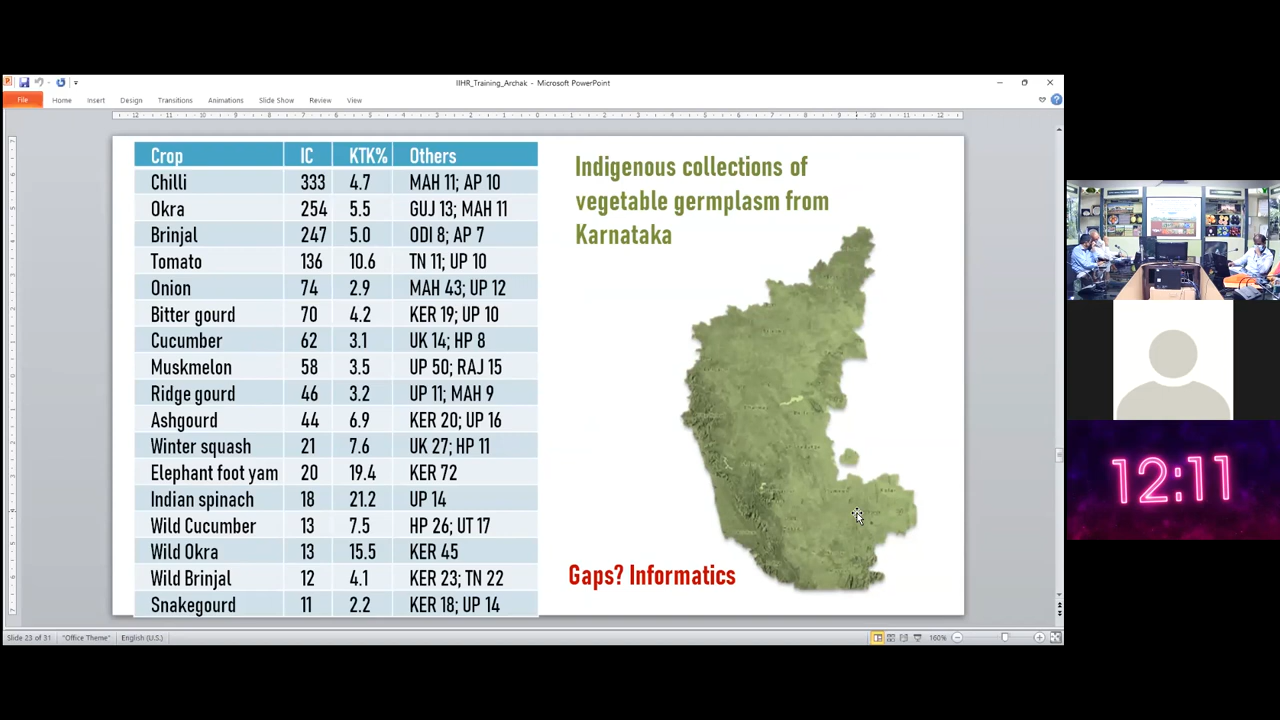 IIHR_Training_Archak - Microsoft PowerPoint
File Home Insert Design Transitions Animations Slide Show Review View
Crop IC KTK% Others
Chilli 333 4.7 MAH 11; AP 10
Okra 254 5.5 GUJ 13; MAH 11
Brinjal 247 5.0 ODI 8; AP 7
Tomato 136 10.6 TN 11; UP 10
Onion 74 2.9 MAH 43; UP 12
Bitter gourd 70 4.2 KER 19; UP 10
Cucumber 62 3.1 UK 14; HP 8
Muskmelon 58 3.5 UP 50; RAJ 15
Ridge gourd 46 3.2 UP 11; MAH 9
Ashgourd 44 6.9 KER 20; UP 16
Winter squash 21 7.6 UK 27; HP 11
Elephant foot yam 20 19.4 KER 72
Indian spinach 18 21.2 UP 14
Wild Cucumber 13 7.5 HP 26; UT 17
Wild Okra 13 15.5 KER 45
Wild Brinjal 12 4.1 KER 23; TN 22
Snakegourd 11 2.2 KER 18; UP 14
Indigenous collections of
vegetable germplasm from
Karnataka
Gaps? Informatics
12:11
Slide 23 of 31 "Office Theme" English (U.S.) 160%